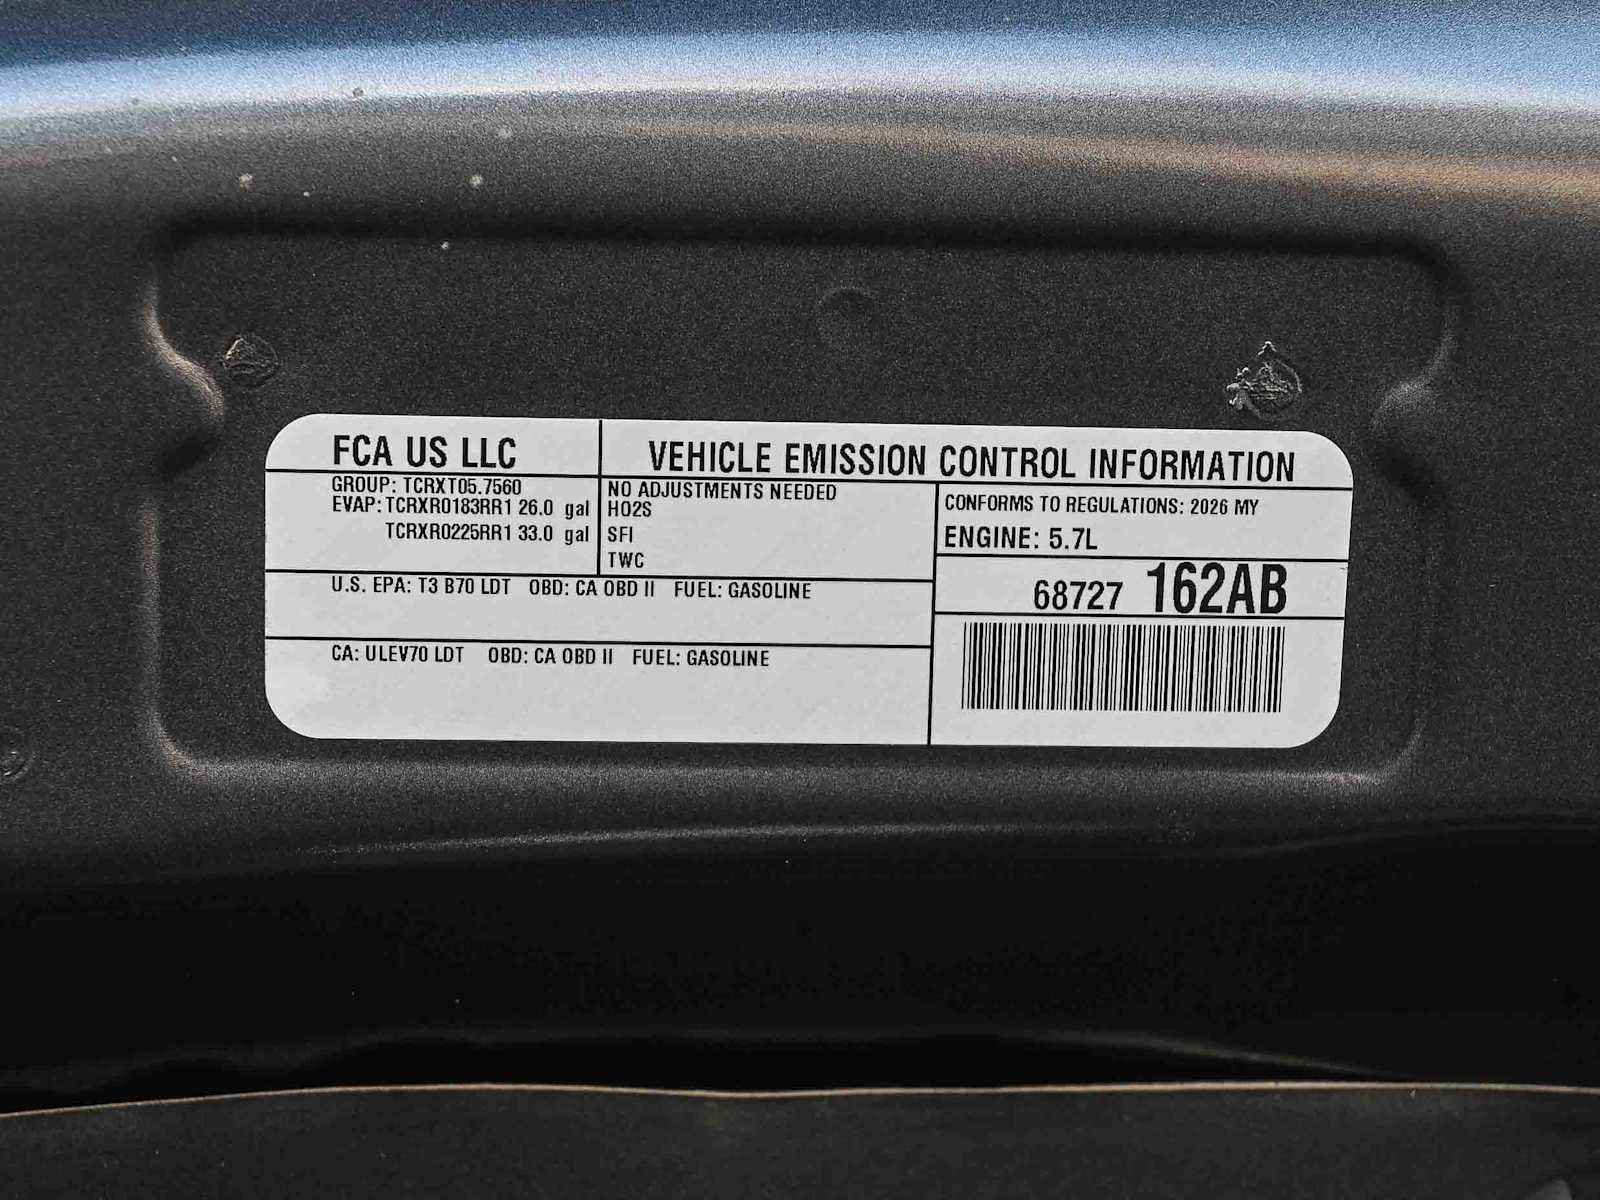 FCA US LLC
VEHICLE EMISSION CONTROL INFORMATION
GROUP: TCRXT05.7560
EVAP: TCRXR0183RR1 26.0 gal
TCRXR0225RR1 33.0 gal
NO ADJUSTMENTS NEEDED
HO2S
SFI
TWC
CONFORMS TO REGULATIONS: 2026 MY
ENGINE: 5.7L
U.S. EPA: T3 B70 LDT OBD: CA OBD II FUEL: GASOLINE
68727 162AB
CA: ULEV70 LDT OBD: CA OBD II FUEL: GASOLINE